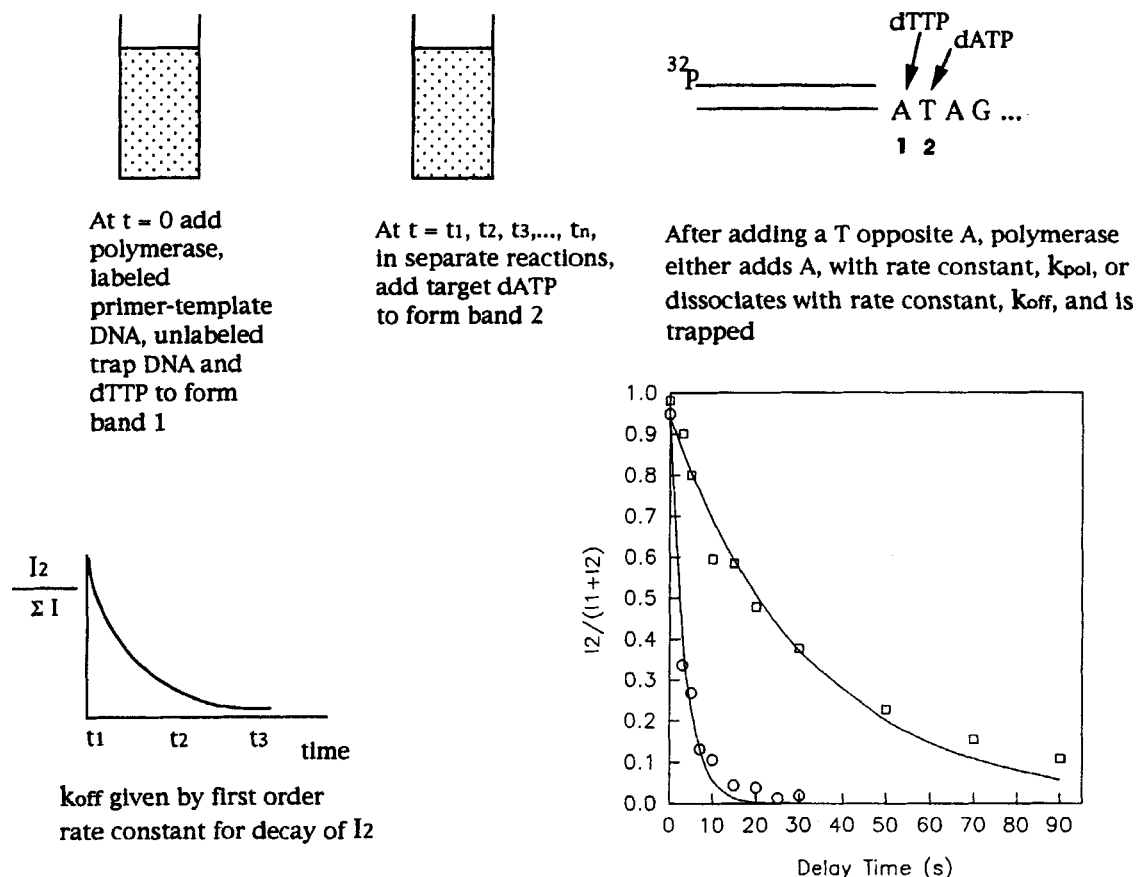 At t = 0 add
polymerase,
labeled
primer-template
DNA, unlabeled
trap DNA and
dTTP to form
band 1
At t = t1, t2, t3,..., tn,
in separate reactions,
add target dATP
to form band 2
dTTP
dATP
32P
A T A G ...
1 2
After adding a T opposite A, polymerase
either adds A, with rate constant, kpol, or
dissociates with rate constant, koff, and is
trapped
I2
Σ I
t1 t2 t3 time
koff given by first order
rate constant for decay of I2
I2/(I1+I2)
1.0
0.9
0.8
0.7
0.6
0.5
0.4
0.3
0.2
0.1
0.0
0 10 20 30 40 50 60 70 80 90
Delay Time (s)